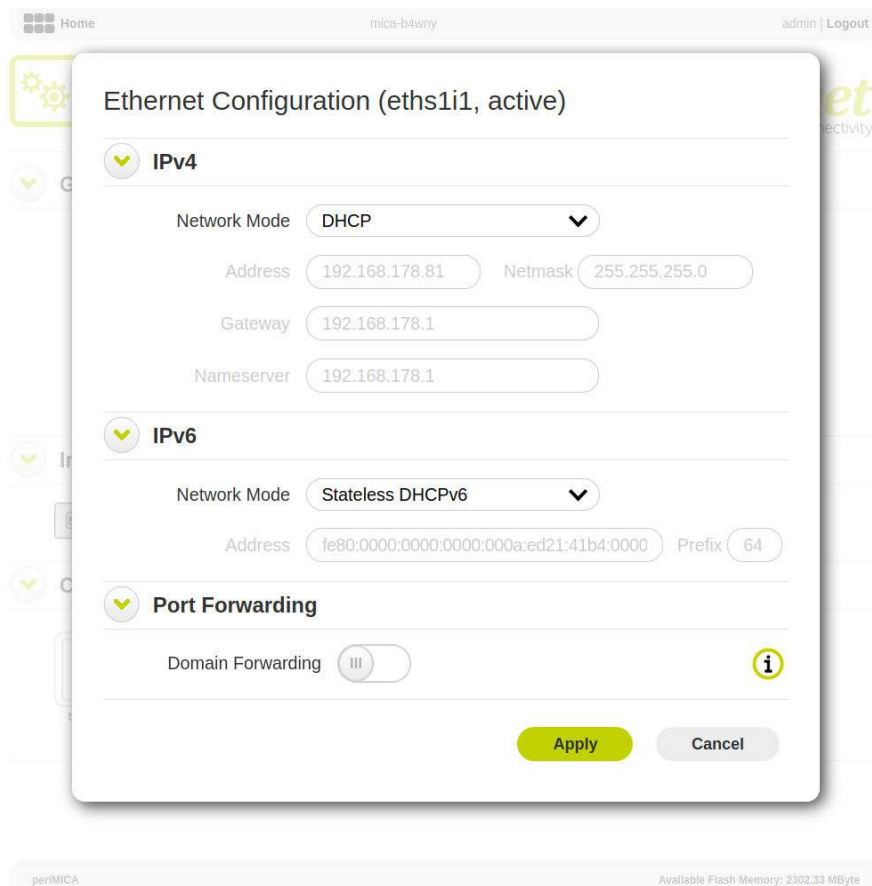 Home mica-b4wny admin | Logout
Ethernet Configuration (eths1i1, active)
IPv4
Network Mode DHCP
Address 192.168.178.81 Netmask 255.255.255.0
Gateway 192.168.178.1
Nameserver 192.168.178.1
IPv6
Network Mode Stateless DHCPv6
Address fe80:0000:0000:0000:000a:ed21:41b4:0000 Prefix 64
Port Forwarding
Domain Forwarding
Apply Cancel
periMICA Available Flash Memory: 2302.33 MByte